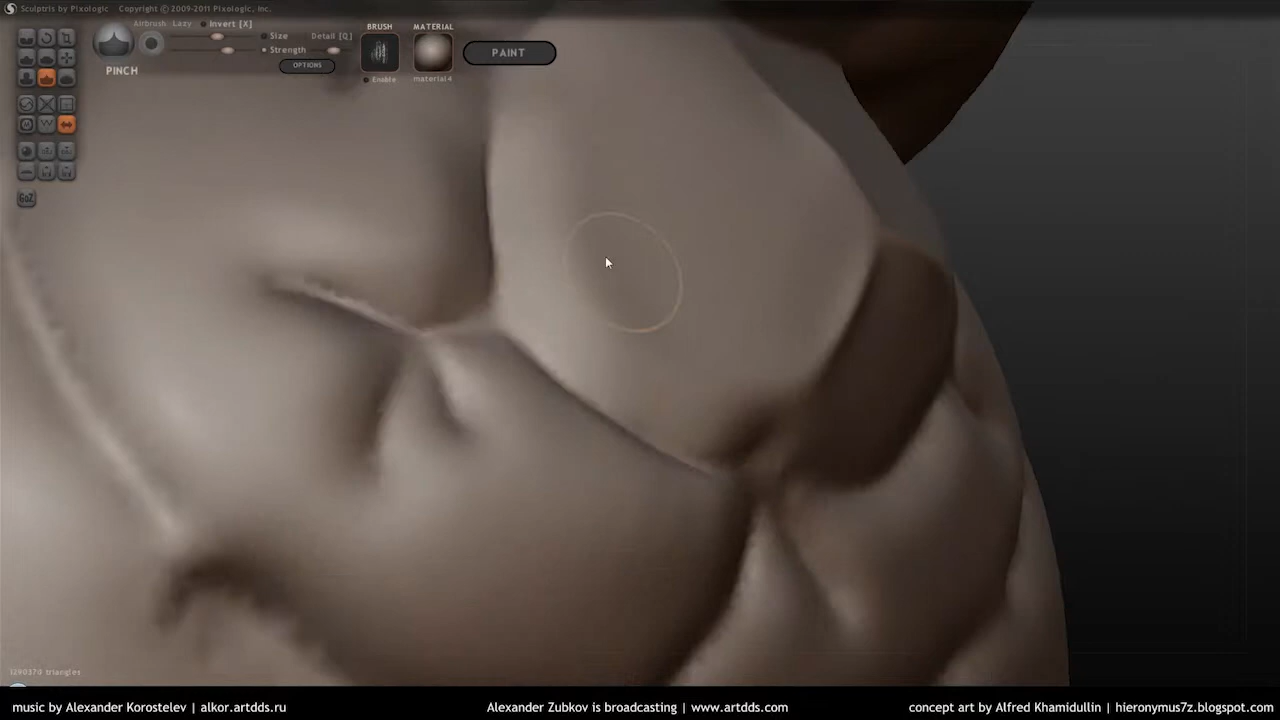 Sculptris by Pixologic  Copyright © 2009-2011 Pixologic, Inc.
Airbrush Lazy Invert [X]
Size Detail [Q]
Strength
OPTIONS
PINCH
BRUSH
Enable
MATERIAL
material4
PAINT
GoZ
triangles
music by Alexander Korostelev | alkor.artdds.ru
Alexander Zubkov is broadcasting | www.artdds.com
concept art by Alfred Khamidullin | hieronymus7z.blogspot.com